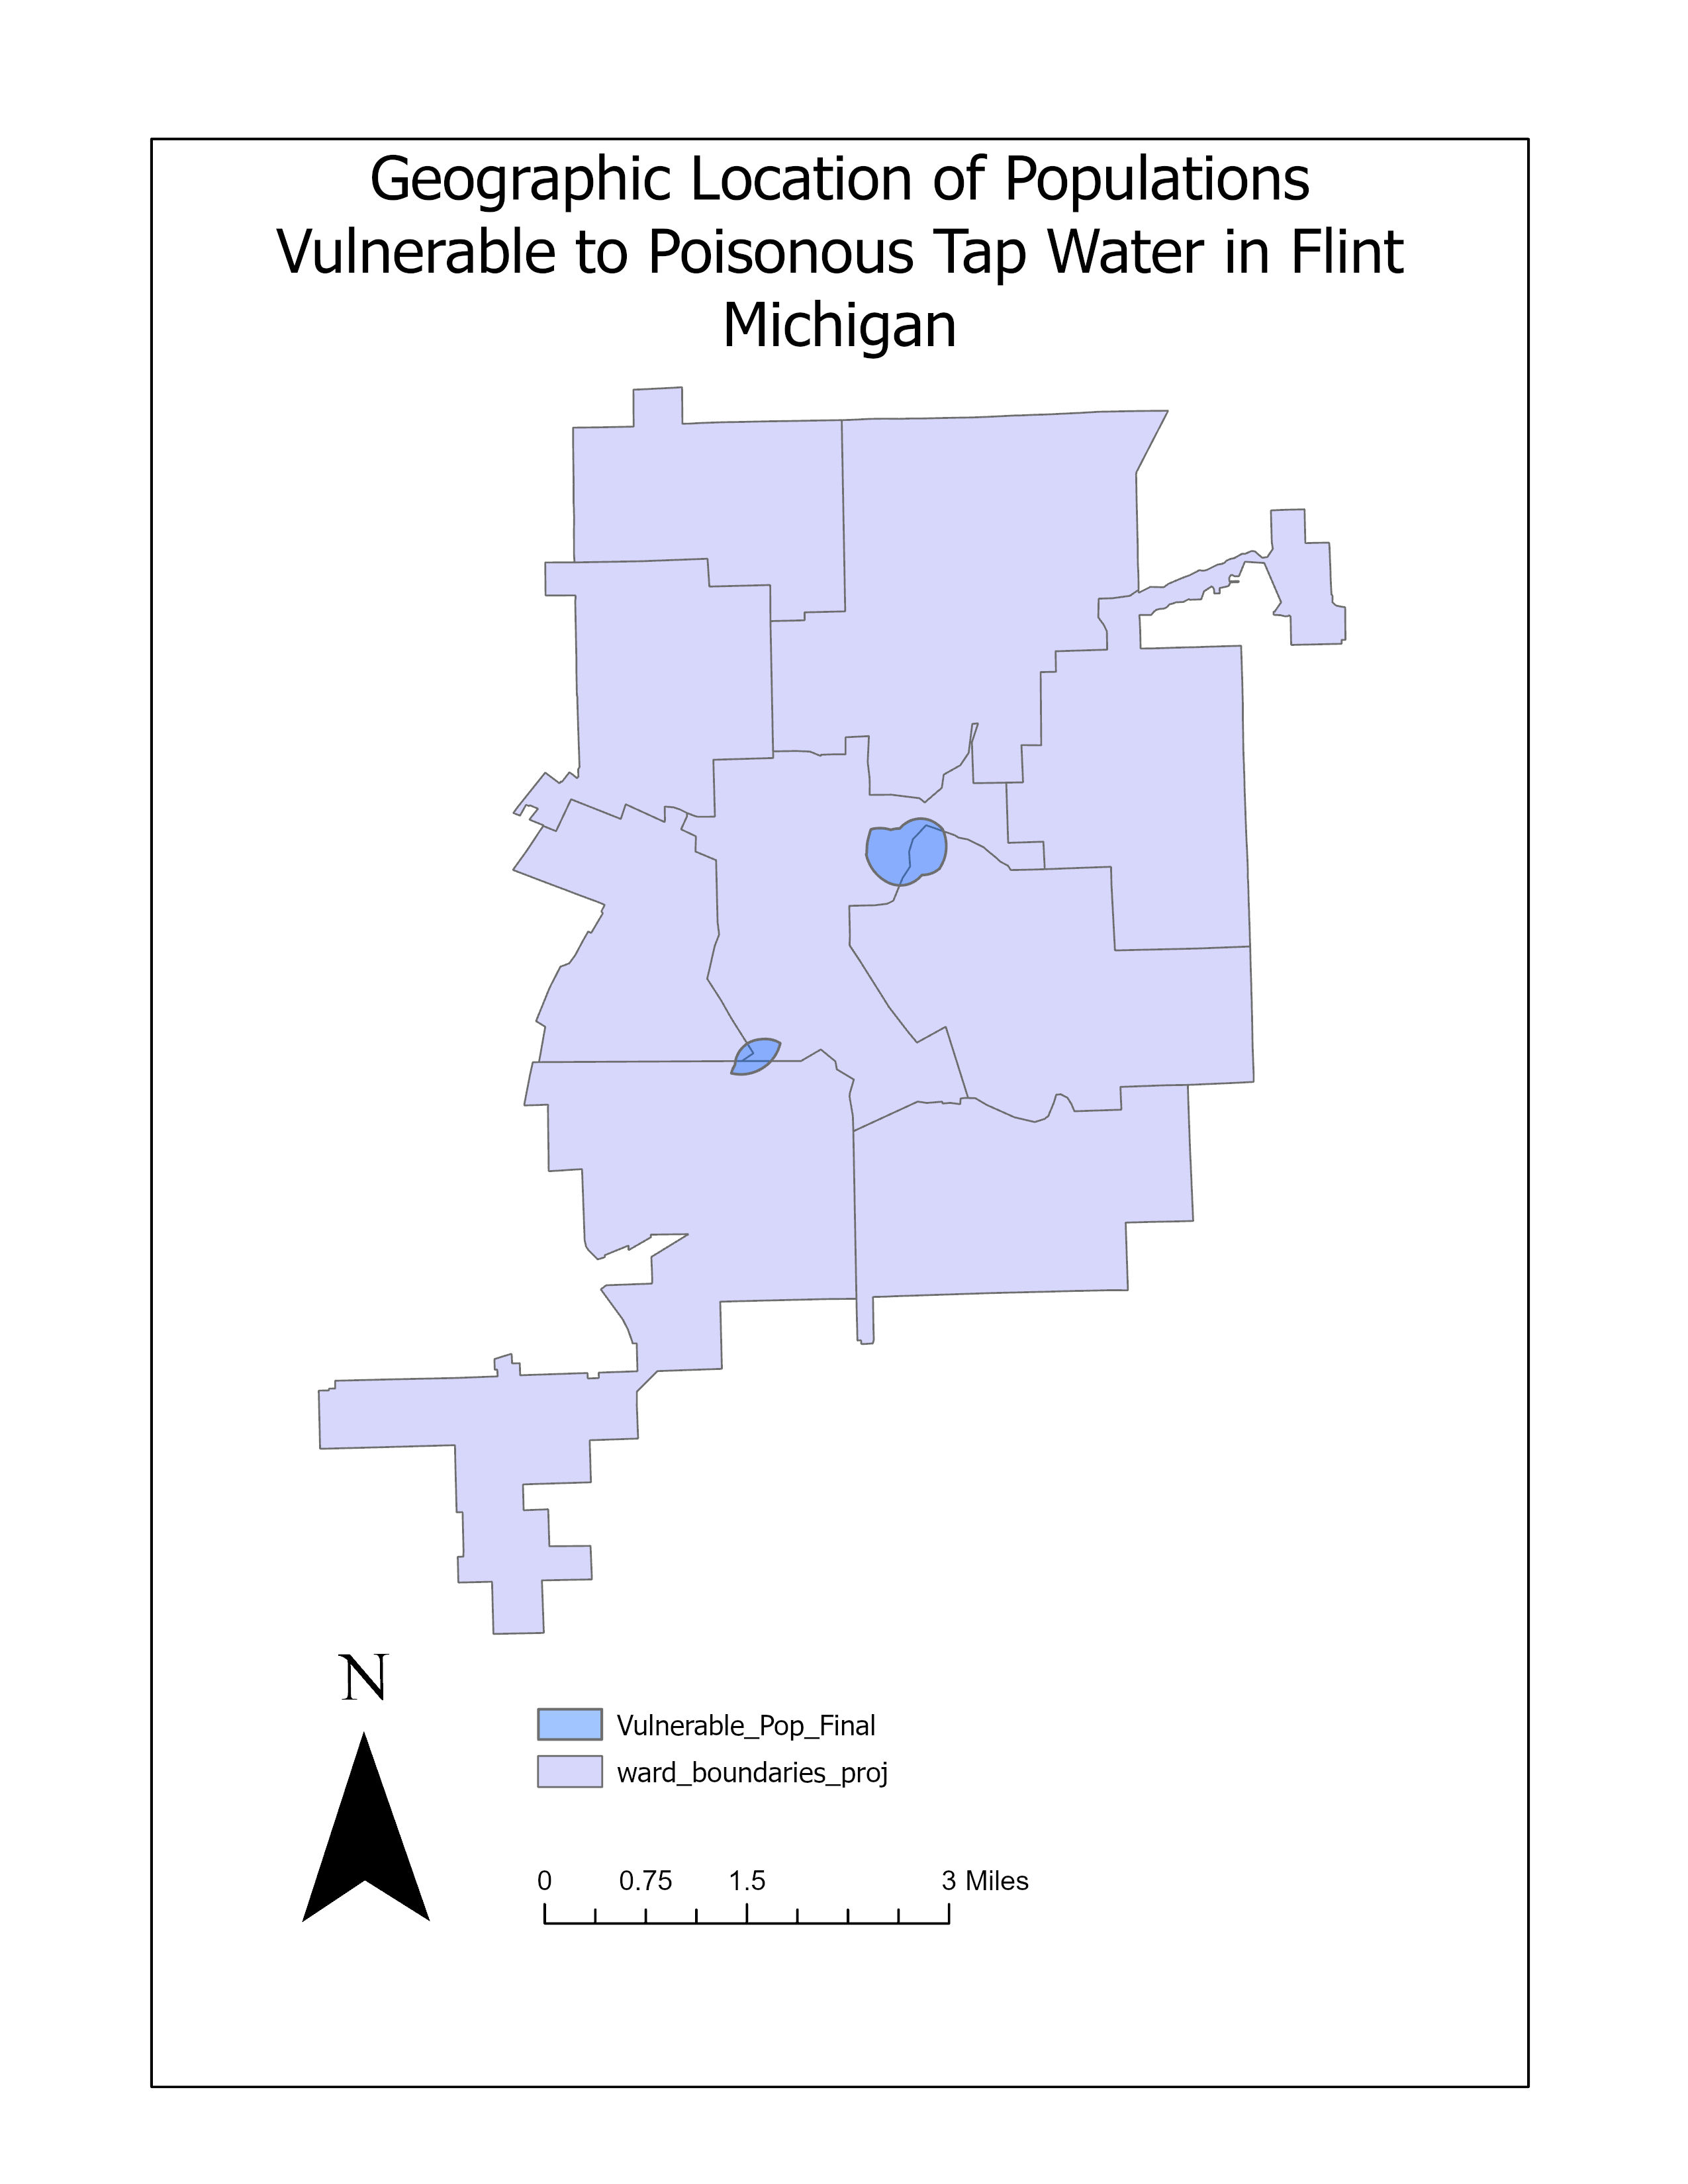 Geographic Location of Populations
Vulnerable to Poisonous Tap Water in Flint
Michigan
N
Vulnerable_Pop_Final
ward_boundaries_proj
0 0.75 1.5 3 Miles